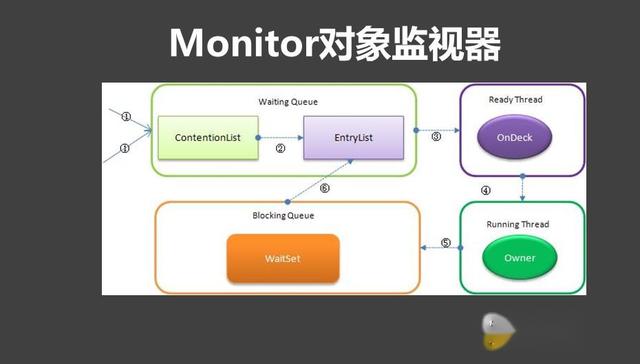 Monitor对象监视器
Waiting Queue
Ready Thread
①
①
ContentionList
②
EntryList
③
OnDeck
⑥
④
Blocking Queue
Running Thread
WaitSet
⑤
Owner